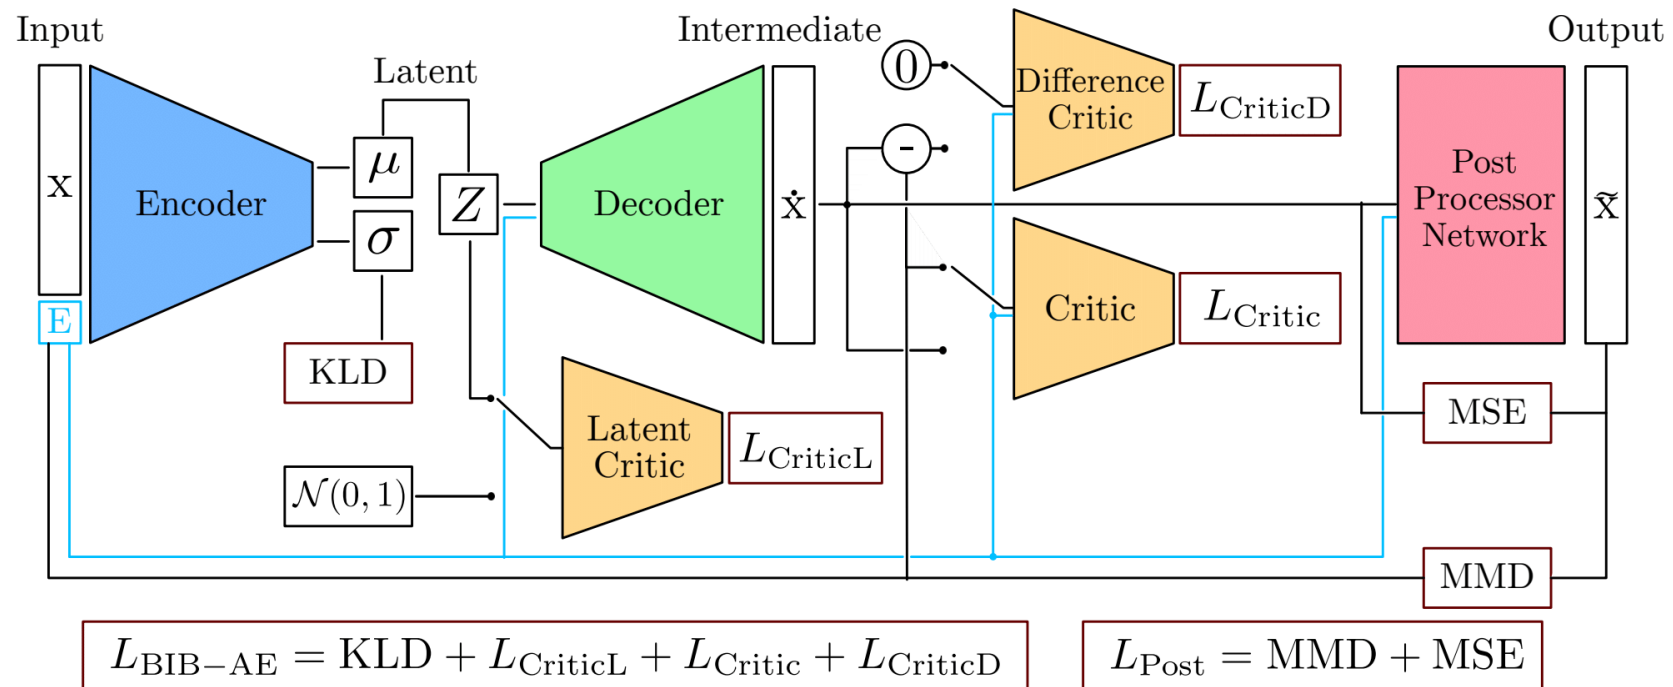 Input
Latent
Intermediate
Output
x
E
Encoder
μ
σ
KLD
Z
𝒩(0, 1)
Decoder
ẋ
Latent
Critic
L_CriticL
0
-
Difference
Critic
L_CriticD
Critic
L_Critic
Post
Processor
Network
x̃
MSE
MMD
L_BIB−AE = KLD + L_CriticL + L_Critic + L_CriticD
L_Post = MMD + MSE